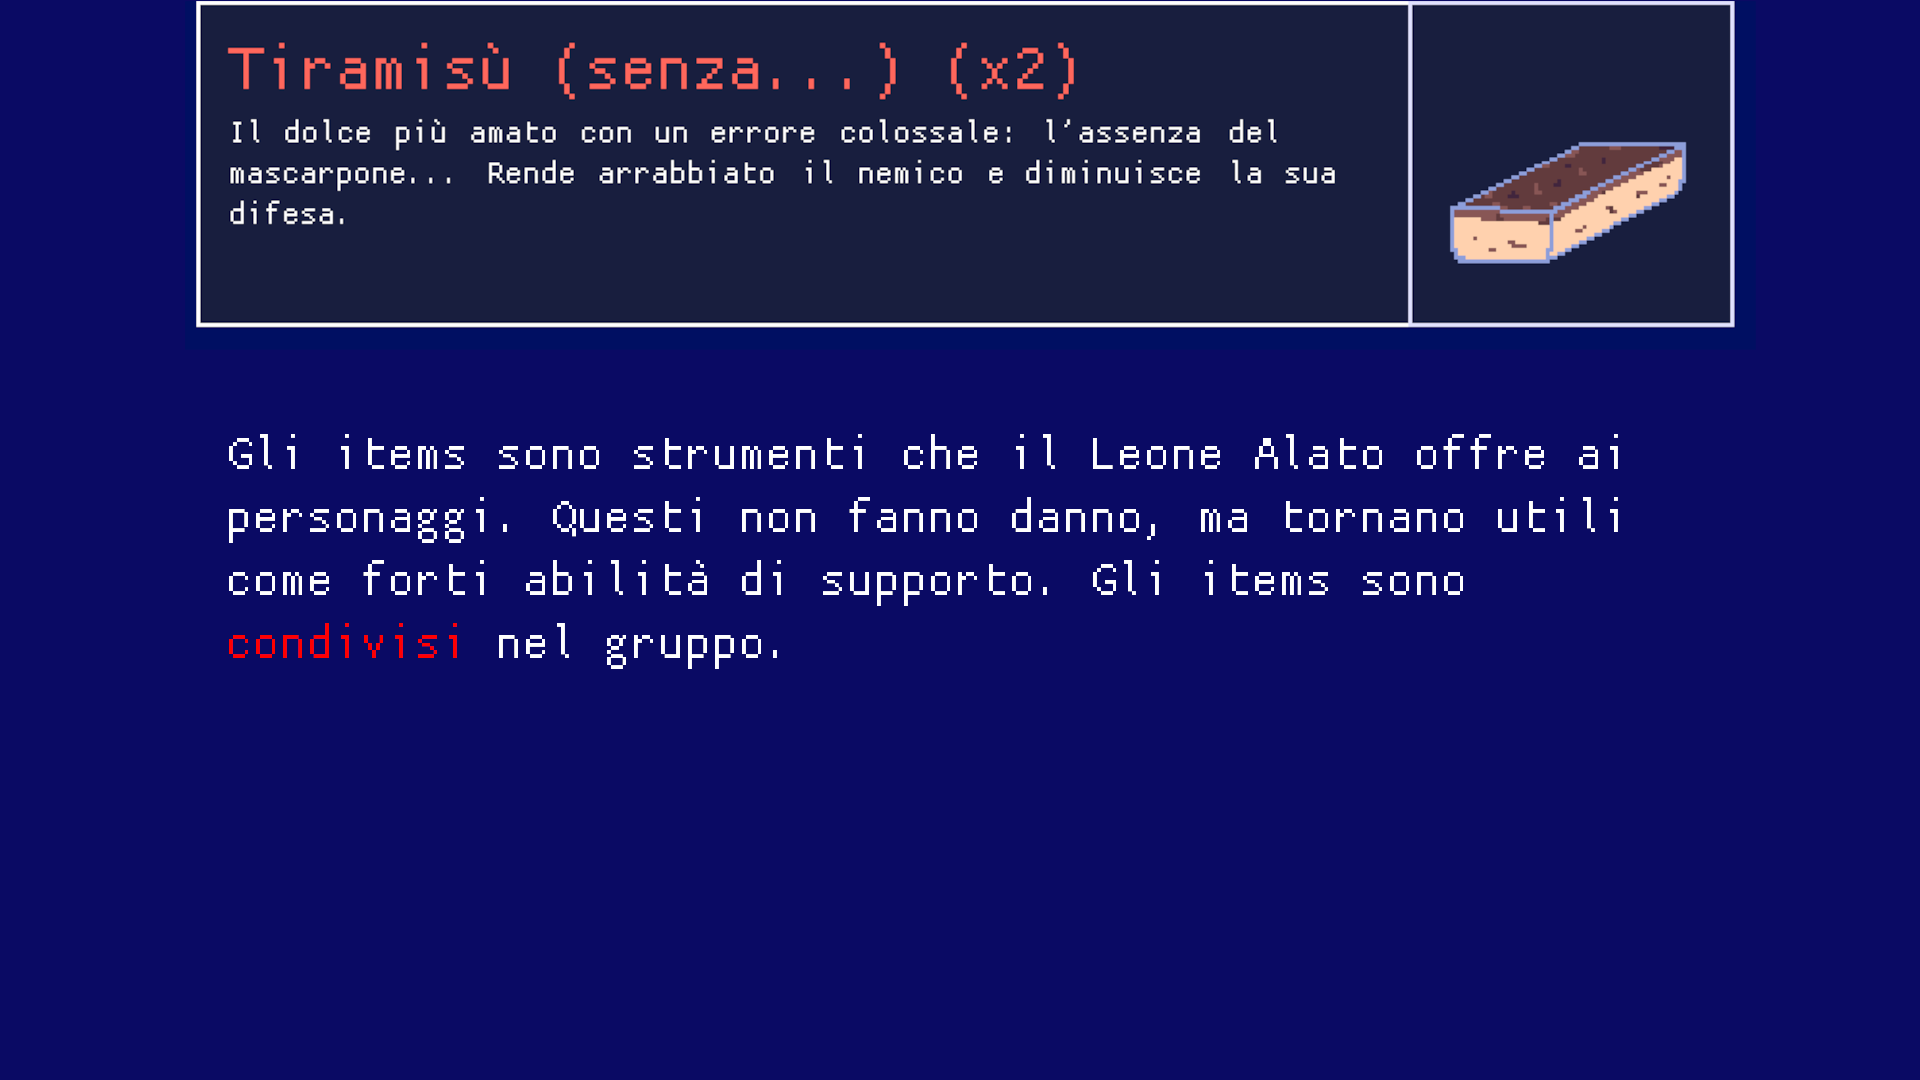 Tiramisù (senza...) (x2)
Il dolce più amato con un errore colossale: l'assenza del
mascarpone... Rende arrabbiato il nemico e diminuisce la sua
difesa.
Gli items sono strumenti che il Leone Alato offre ai
personaggi. Questi non fanno danno, ma tornano utili
come forti abilità di supporto. Gli items sono
condivisi nel gruppo.